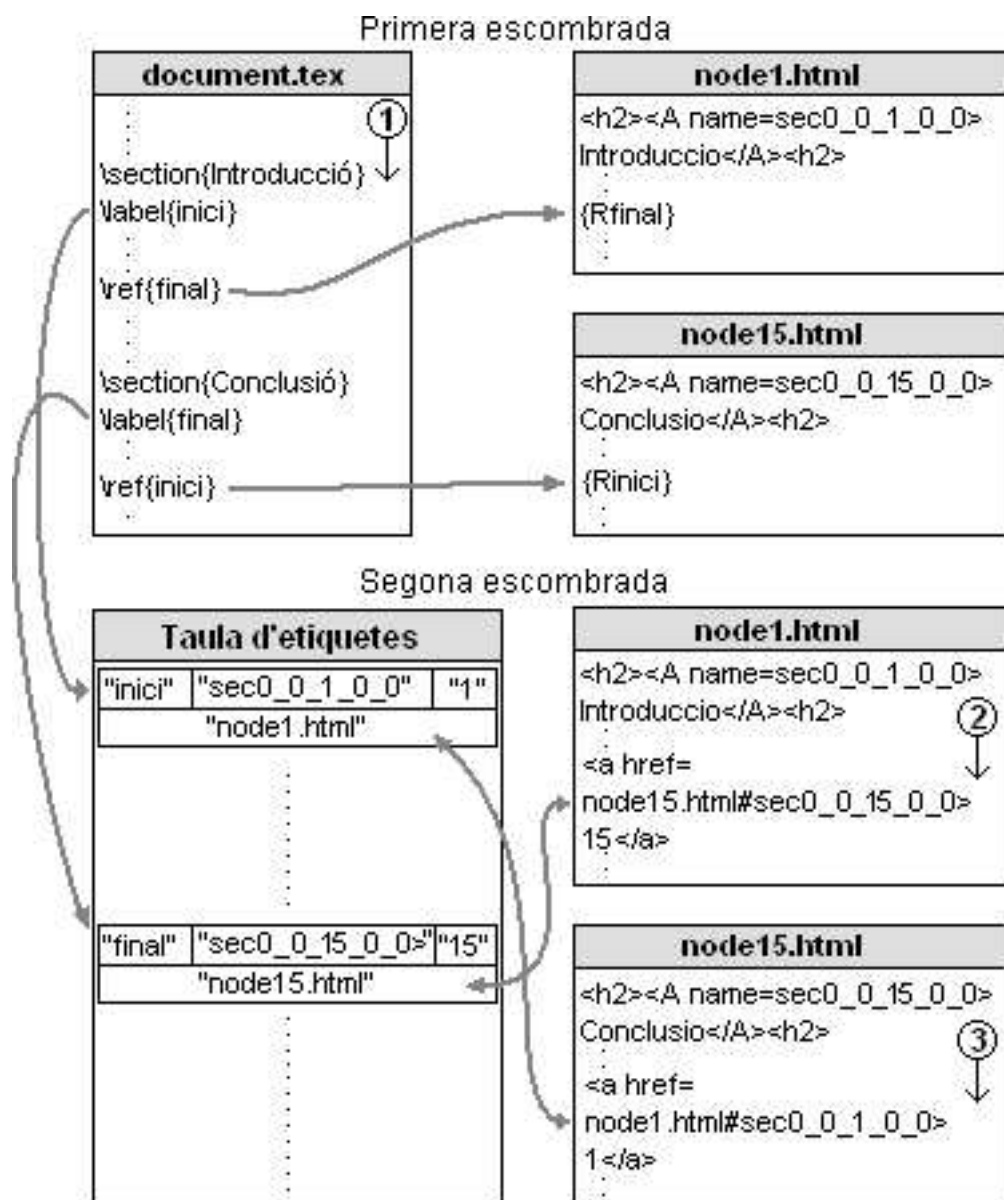 Primera escombrada
document.tex
1
\section{Introducció}
\label{inici}
\ref{final}
\section{Conclusió}
\label{final}
\ref{inici}
node1.html
<h2><A name=sec0_0_1_0_0>
Introduccio</A><h2>
{Rfinal}
node15.html
<h2><A name=sec0_0_15_0_0>
Conclusio</A><h2>
{Rinici}
Segona escombrada
Taula d'etiquetes
"inici" "sec0_0_1_0_0" "1"
"node1.html"
"final" "sec0_0_15_0_0>" "15"
"node15.html"
node1.html
<h2><A name=sec0_0_1_0_0>
Introduccio</A><h2>
2
<a href=
node15.html#sec0_0_15_0_0>
15</a>
node15.html
<h2><A name=sec0_0_15_0_0>
Conclusio</A><h2>
3
<a href=
node1.html#sec0_0_1_0_0>
1</a>